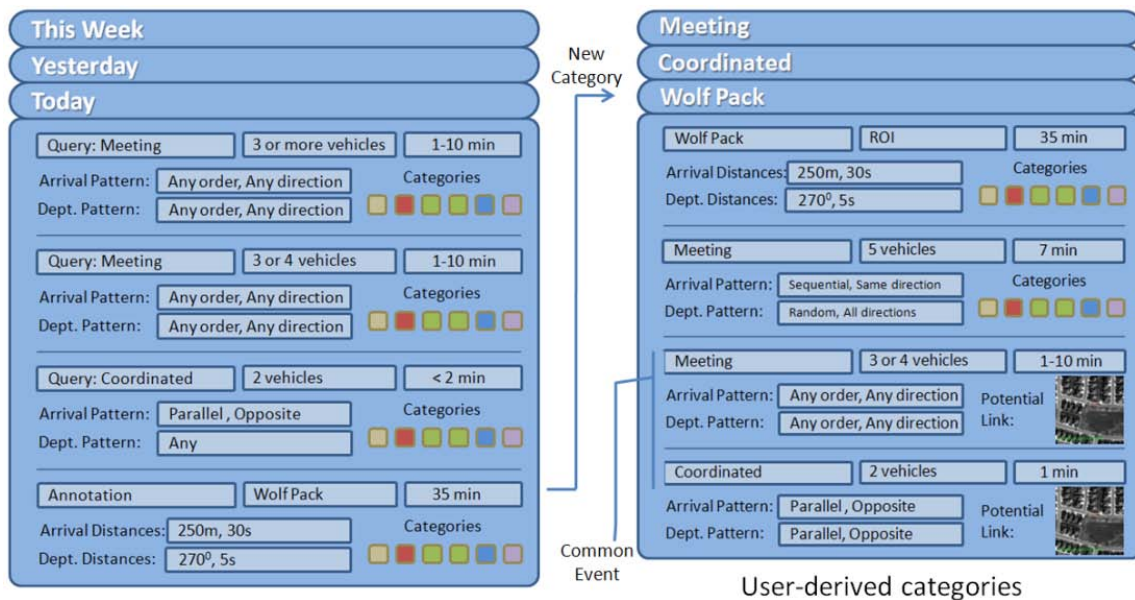 This Week
Yesterday
Today
Query: Meeting 3 or more vehicles 1-10 min
Arrival Pattern: Any order, Any direction Categories
Dept. Pattern: Any order, Any direction
Query: Meeting 3 or 4 vehicles 1-10 min
Arrival Pattern: Any order, Any direction Categories
Dept. Pattern: Any order, Any direction
Query: Coordinated 2 vehicles < 2 min
Arrival Pattern: Parallel , Opposite Categories
Dept. Pattern: Any
Annotation Wolf Pack 35 min
Arrival Distances: 250m, 30s Categories
Dept. Distances: 270⁰, 5s
New
Category
Common
Event
Meeting
Coordinated
Wolf Pack
Wolf Pack ROI 35 min
Arrival Distances: 250m, 30s Categories
Dept. Distances: 270⁰, 5s
Meeting 5 vehicles 7 min
Arrival Pattern: Sequential, Same direction Categories
Dept. Pattern: Random, All directions
Meeting 3 or 4 vehicles 1-10 min
Arrival Pattern: Any order, Any direction Potential
Dept. Pattern: Any order, Any direction Link:
Coordinated 2 vehicles 1 min
Arrival Pattern: Parallel , Opposite Potential
Dept. Pattern: Parallel, Opposite Link:
User-derived categories